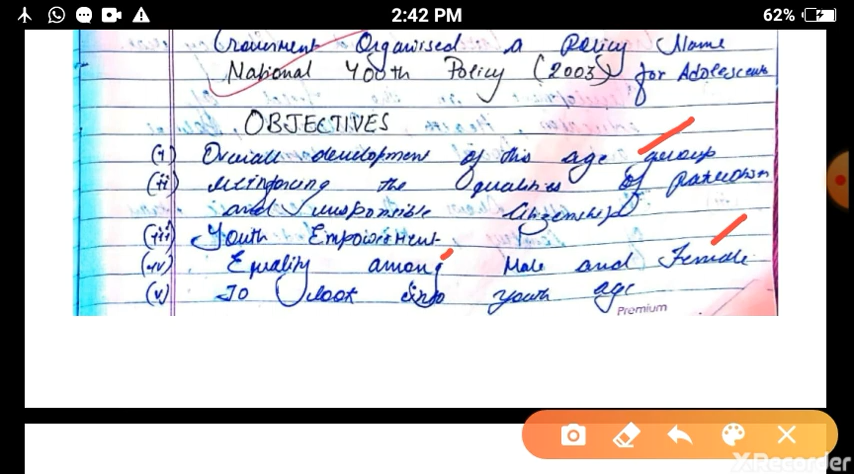 2:42 PM
62%
Government Organised a Policy Name
National Youth Policy (2003) for Adolescents
OBJECTIVES
(i) Overall development of this age group
(ii) Reinforcing the qualities of patriotism
and responsible Citizenship
(iii) Youth Empowerment
(iv) Equality among Male and Female
(v) To look into youth age
Premium
XRecorder